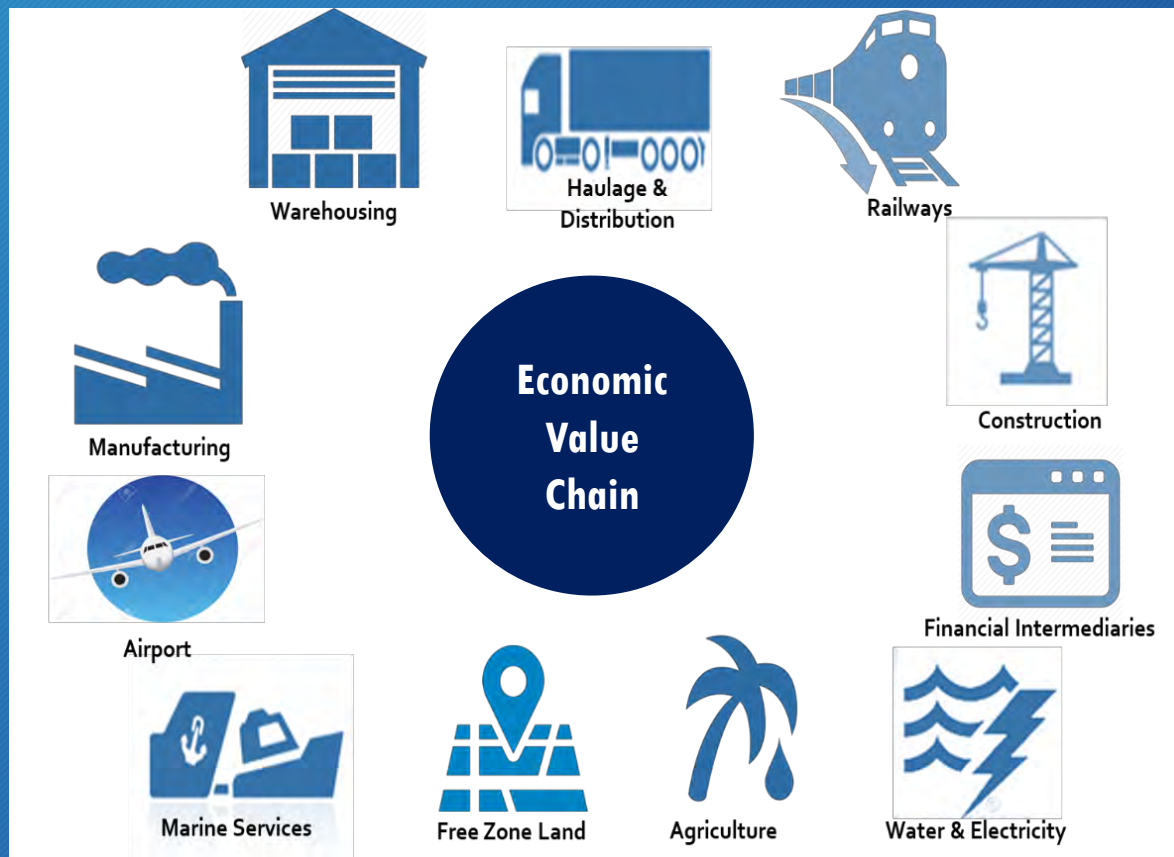 Warehousing
Haulage &
Distribution
Railways
Manufacturing
Economic
Value
Chain
Construction
Airport
Financial Intermediaries
Marine Services
Free Zone Land
Agriculture
Water & Electricity
$